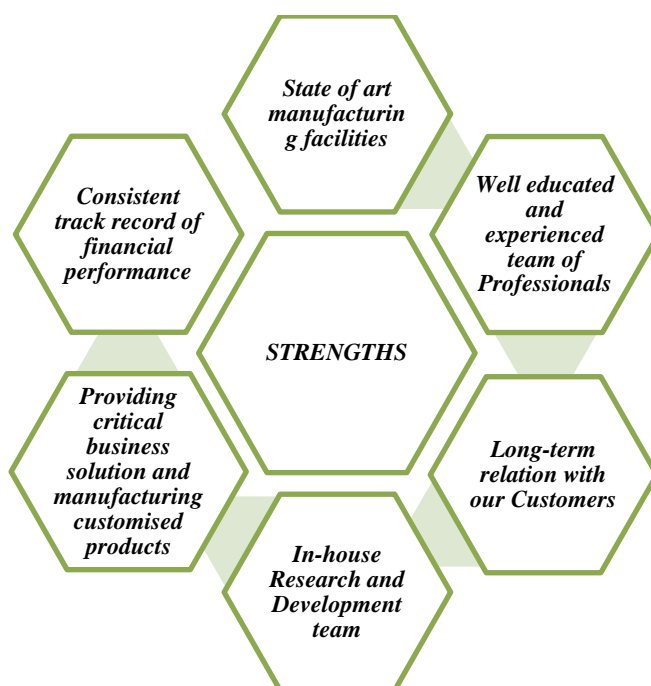 State of art
manufacturin
g facilities
Well educated
and
experienced
team of
Professionals
Long-term
relation with
our Customers
In-house
Research and
Development
team
Providing
critical
business
solution and
manufacturing
customised
products
Consistent
track record of
financial
performance
STRENGTHS